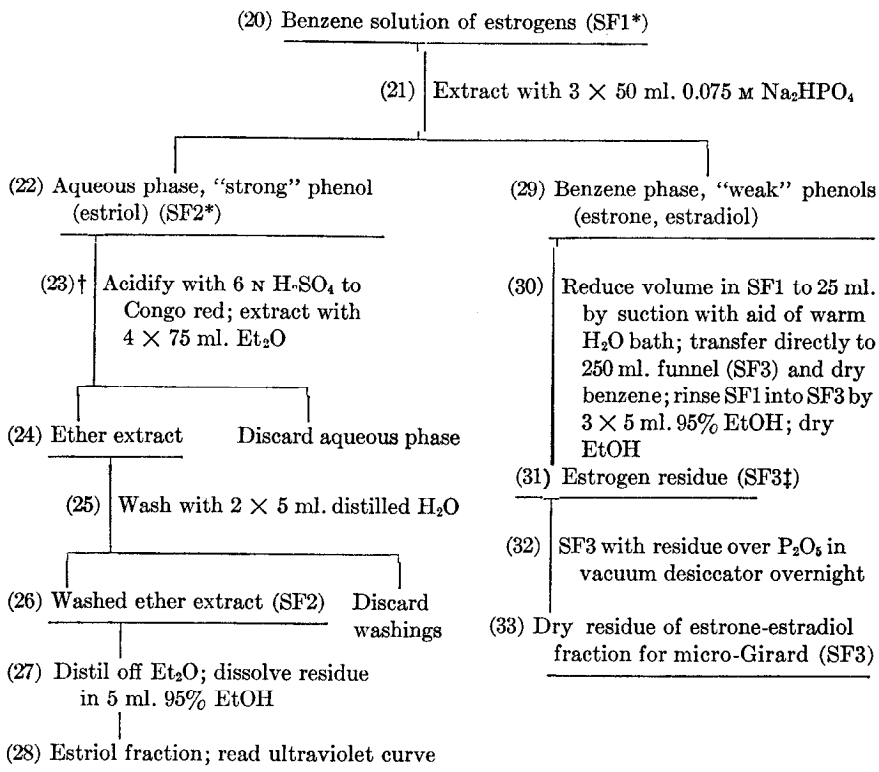 (20) Benzene solution of estrogens (SF1*)
(21) Extract with 3 × 50 ml. 0.075 M Na₂HPO₄
(22) Aqueous phase, “strong” phenol
(estriol) (SF2*)
(23)† Acidify with 6 N H₂SO₄ to
Congo red; extract with
4 × 75 ml. Et₂O
(24) Ether extract
Discard aqueous phase
(25) Wash with 2 × 5 ml. distilled H₂O
(26) Washed ether extract (SF2)
Discard
washings
(27) Distil off Et₂O; dissolve residue
in 5 ml. 95% EtOH
(28) Estriol fraction; read ultraviolet curve
(29) Benzene phase, “weak” phenols
(estrone, estradiol)
(30) Reduce volume in SF1 to 25 ml.
by suction with aid of warm
H₂O bath; transfer directly to
250 ml. funnel (SF3) and dry
benzene; rinse SF1 into SF3 by
3 × 5 ml. 95% EtOH; dry
EtOH
(31) Estrogen residue (SF3‡)
(32) SF3 with residue over P₂O₅ in
vacuum desiccator overnight
(33) Dry residue of estrone-estradiol
fraction for micro-Girard (SF3)